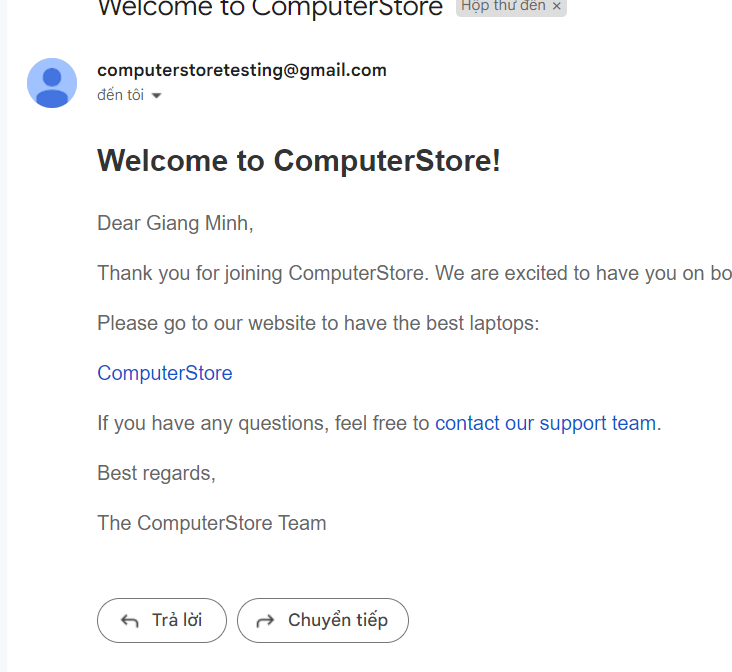 Welcome to ComputerStore Hộp thư đến ×
computerstoretesting@gmail.com
đến tôi
Welcome to ComputerStore!
Dear Giang Minh,
Thank you for joining ComputerStore. We are excited to have you on bo
Please go to our website to have the best laptops:
ComputerStore
If you have any questions, feel free to contact our support team.
Best regards,
The ComputerStore Team
Trả lời Chuyển tiếp